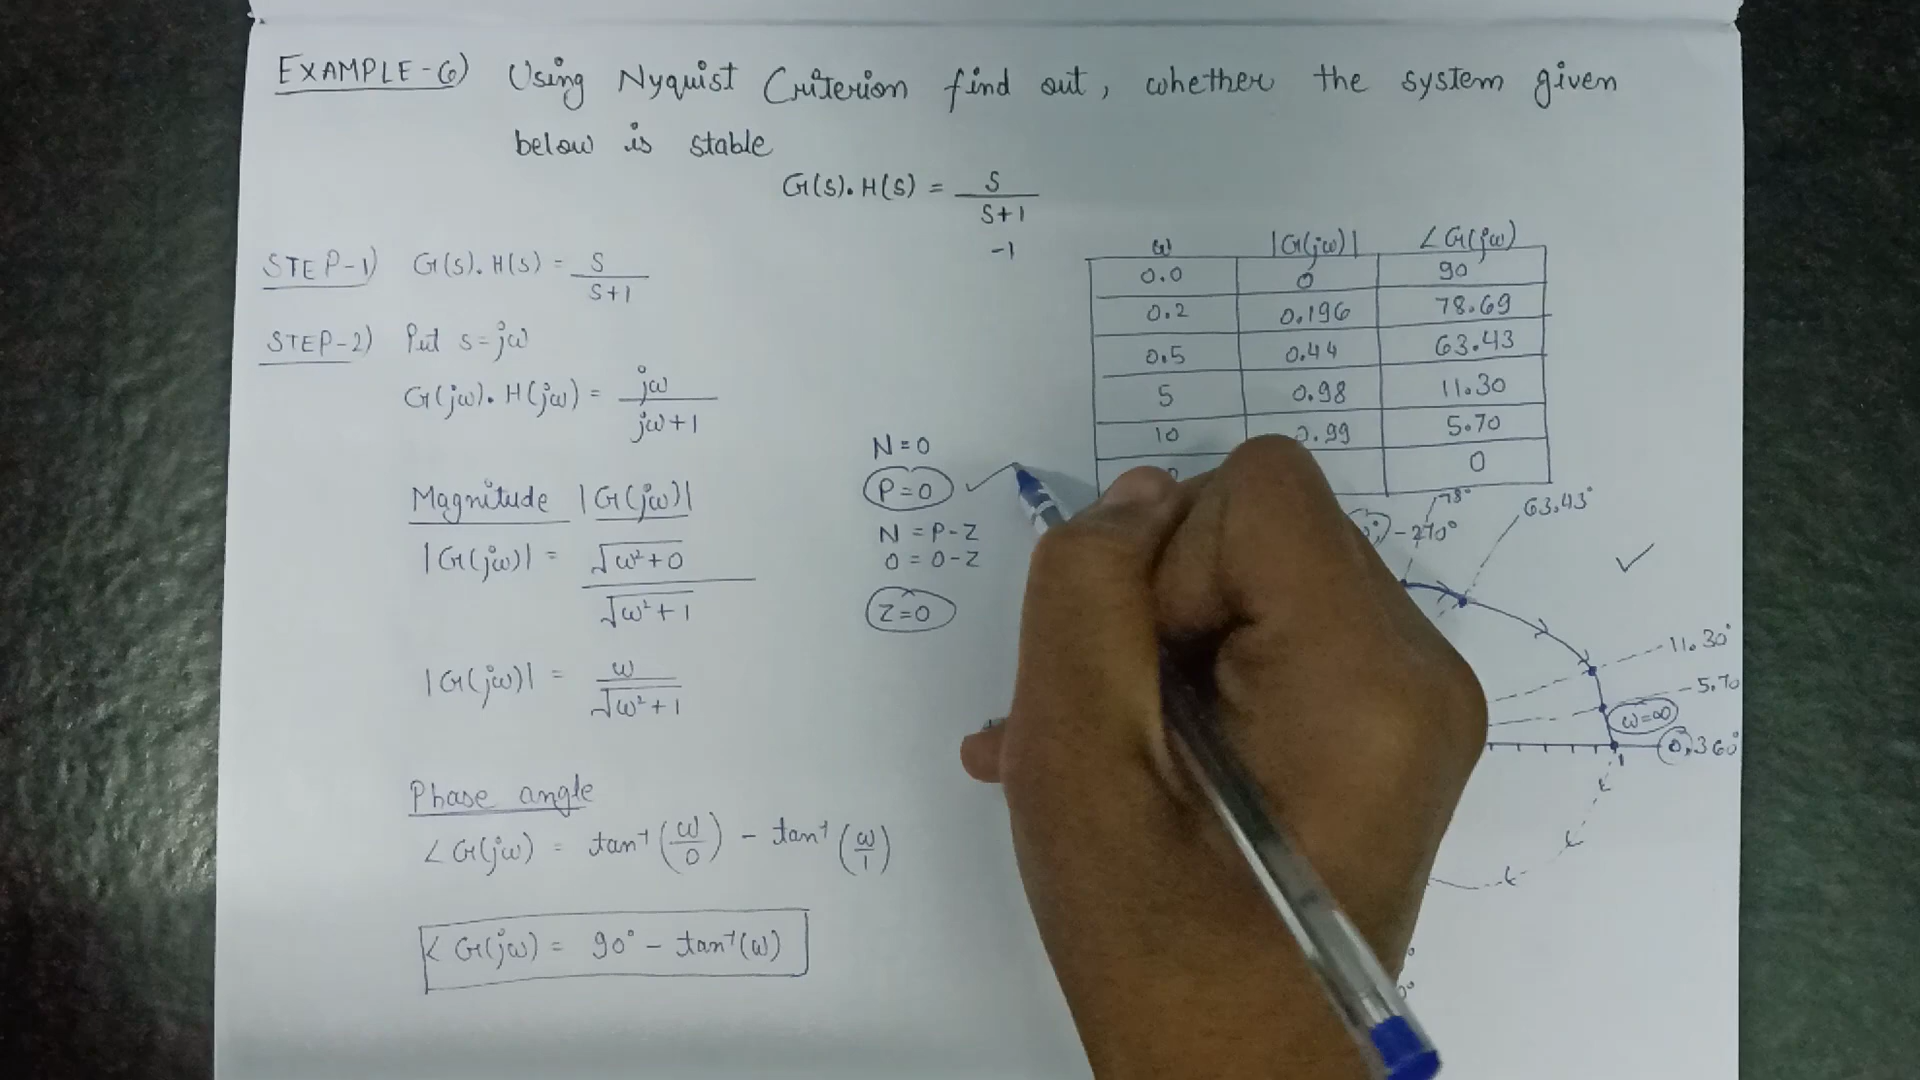 EXAMPLE-6) Using Nyquist Criterion find out, whether the system given
below is stable
G(s).H(s) = s / s+1
-1
STEP-1) G(s).H(s) = s / s+1
STEP-2) Put s=jω
G(jω).H(jω) = jω / jω+1
Magnitude |G(jω)|
|G(jω)| = √ω²+0 / √ω²+1
|G(jω)| = ω / √ω²+1
Phase angle
∠G(jω) = tan⁻¹(ω/0) - tan⁻¹(ω/1)
∠G(jω) = 90° - tan⁻¹(ω)
N=0
P=0 ✓
N = P-Z
0 = 0-Z
Z=0
ω |G(jω)| ∠G(jω)
0.0 0 90
0.2 0.196 78.69
0.5 0.44 63.43
5 0.98 11.30
10 0.99 5.70
0
78°
63.43°
-270°
✓
11.30°
5.70
ω=∞
0,360°
1